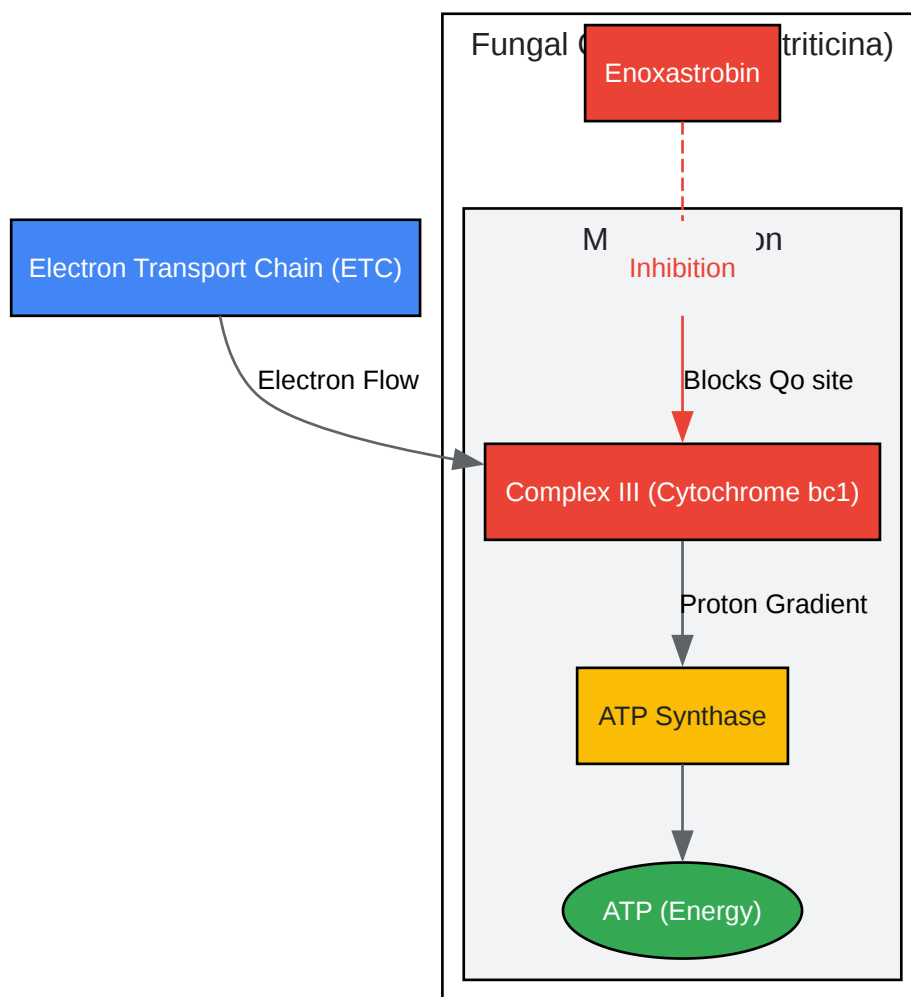 Fungal triticina)
Enoxastrobin
Electron Transport Chain (ETC)
Inhibition
Electron Flow
Blocks Qo site
Complex III (Cytochrome bc1)
Proton Gradient
ATP Synthase
ATP (Energy)